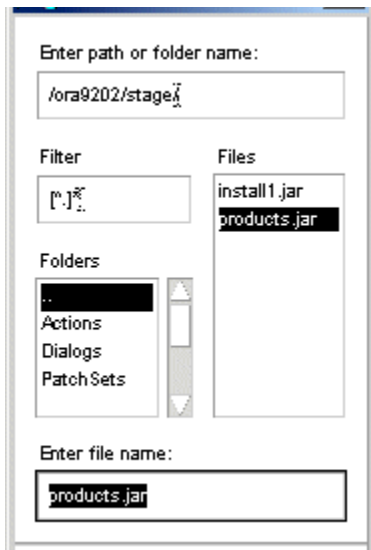 Enter path or folder name:
/ora9202/stage/
Filter
[^.]*
Files
install1.jar
products.jar
Folders
..
Actions
Dialogs
PatchSets
Enter file name:
products.jar